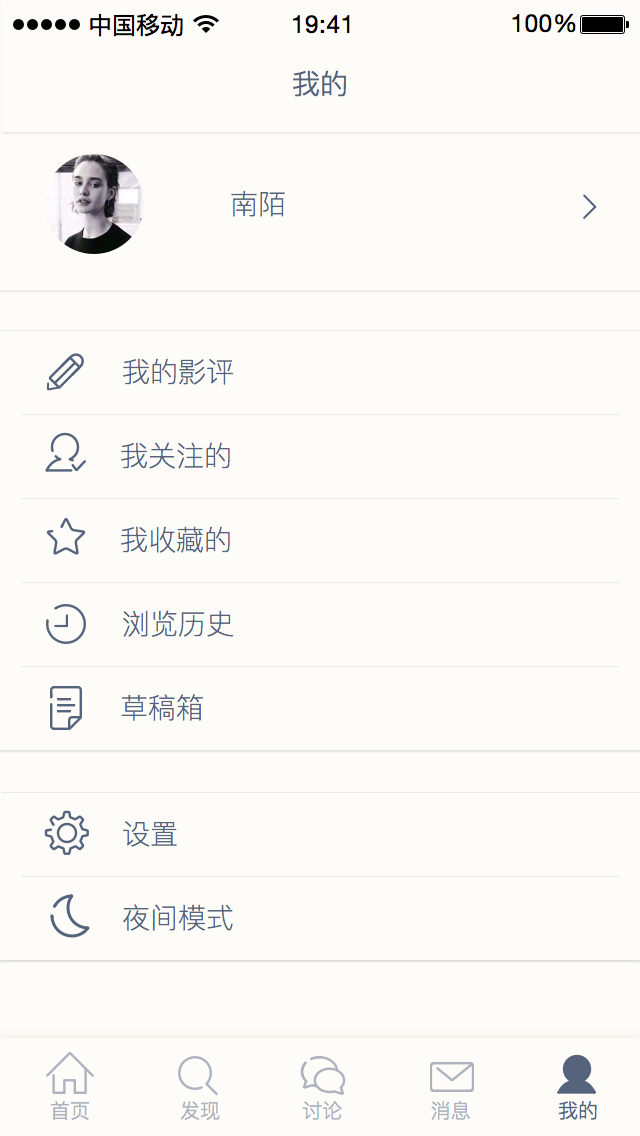 中国移动 19:41 100%
我的
南陌
我的影评
我关注的
我收藏的
浏览历史
草稿箱
设置
夜间模式
首页 发现 讨论 消息 我的